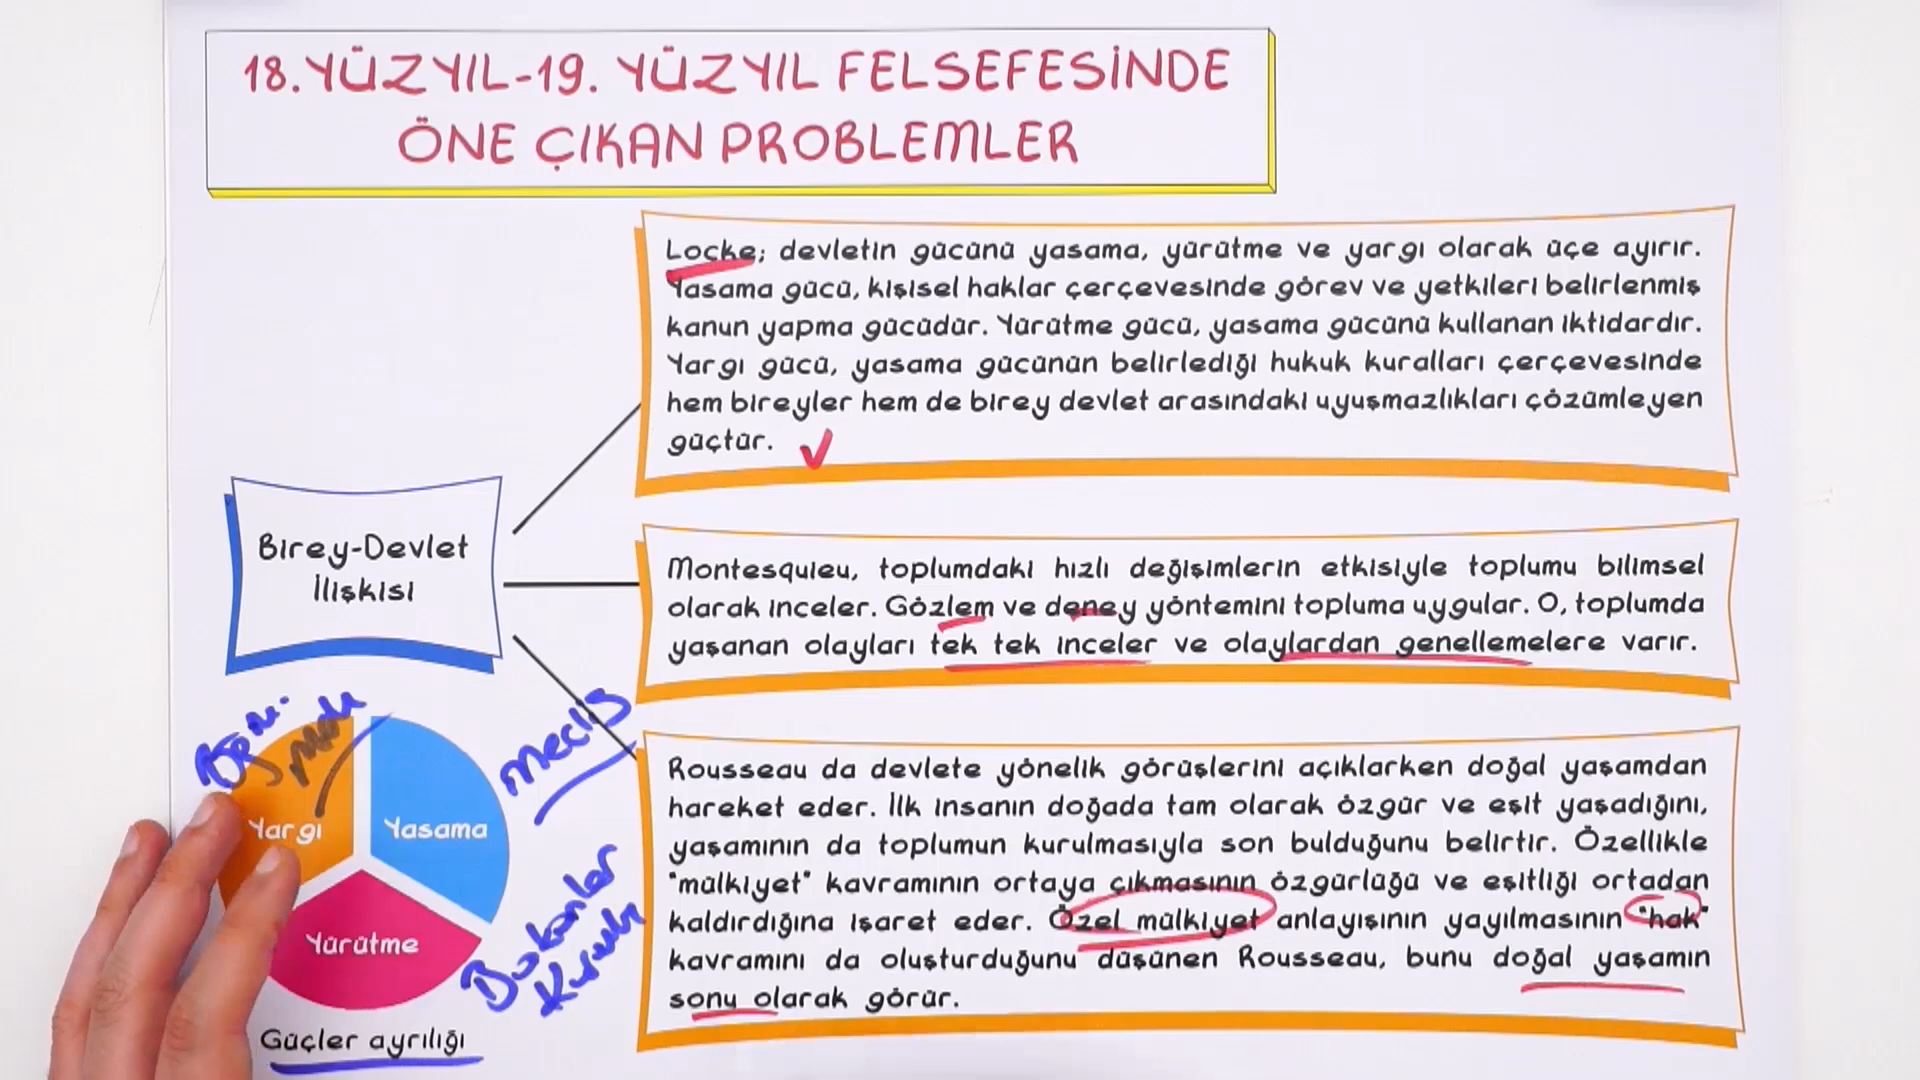 18. YÜZYIL-19. YÜZYIL FELSEFESİNDE
ÖNE ÇIKAN PROBLEMLER
Locke; devletin gücünü yasama, yürütme ve yargı olarak üçe ayırır.
Yasama gücü, kişisel haklar çerçevesinde görev ve yetkileri belirlenmiş
kanun yapma gücüdür. Yürütme gücü, yasama gücünü kullanan iktidardır.
Yargı gücü, yasama gücünün belirlediği hukuk kuralları çerçevesinde
hem bireyler hem de birey devlet arasındaki uyuşmazlıkları çözümleyen
güçtür.
Birey-Devlet
İlişkisi
Montesquieu, toplumdaki hızlı değişimlerin etkisiyle toplumu bilimsel
olarak inceler. Gözlem ve deney yöntemini topluma uygular. O, toplumda
yaşanan olayları tek tek inceler ve olaylardan genellemelere varır.
Rousseau da devlete yönelik görüşlerini açıklarken doğal yaşamdan
hareket eder. İlk insanın doğada tam olarak özgür ve eşit yaşadığını,
yaşamının da toplumun kurulmasıyla son bulduğunu belirtir. Özellikle
"mülkiyet" kavramının ortaya çıkmasının özgürlüğü ve eşitliği ortadan
kaldırdığına işaret eder. Özel mülkiyet anlayışının yayılmasının "hak"
kavramını da oluşturduğunu düşünen Rousseau, bunu doğal yaşamın
sonu olarak görür.
meclis
Yargı
Yasama
Yürütme
Bakanlar
Kurulu
Güçler ayrılığı